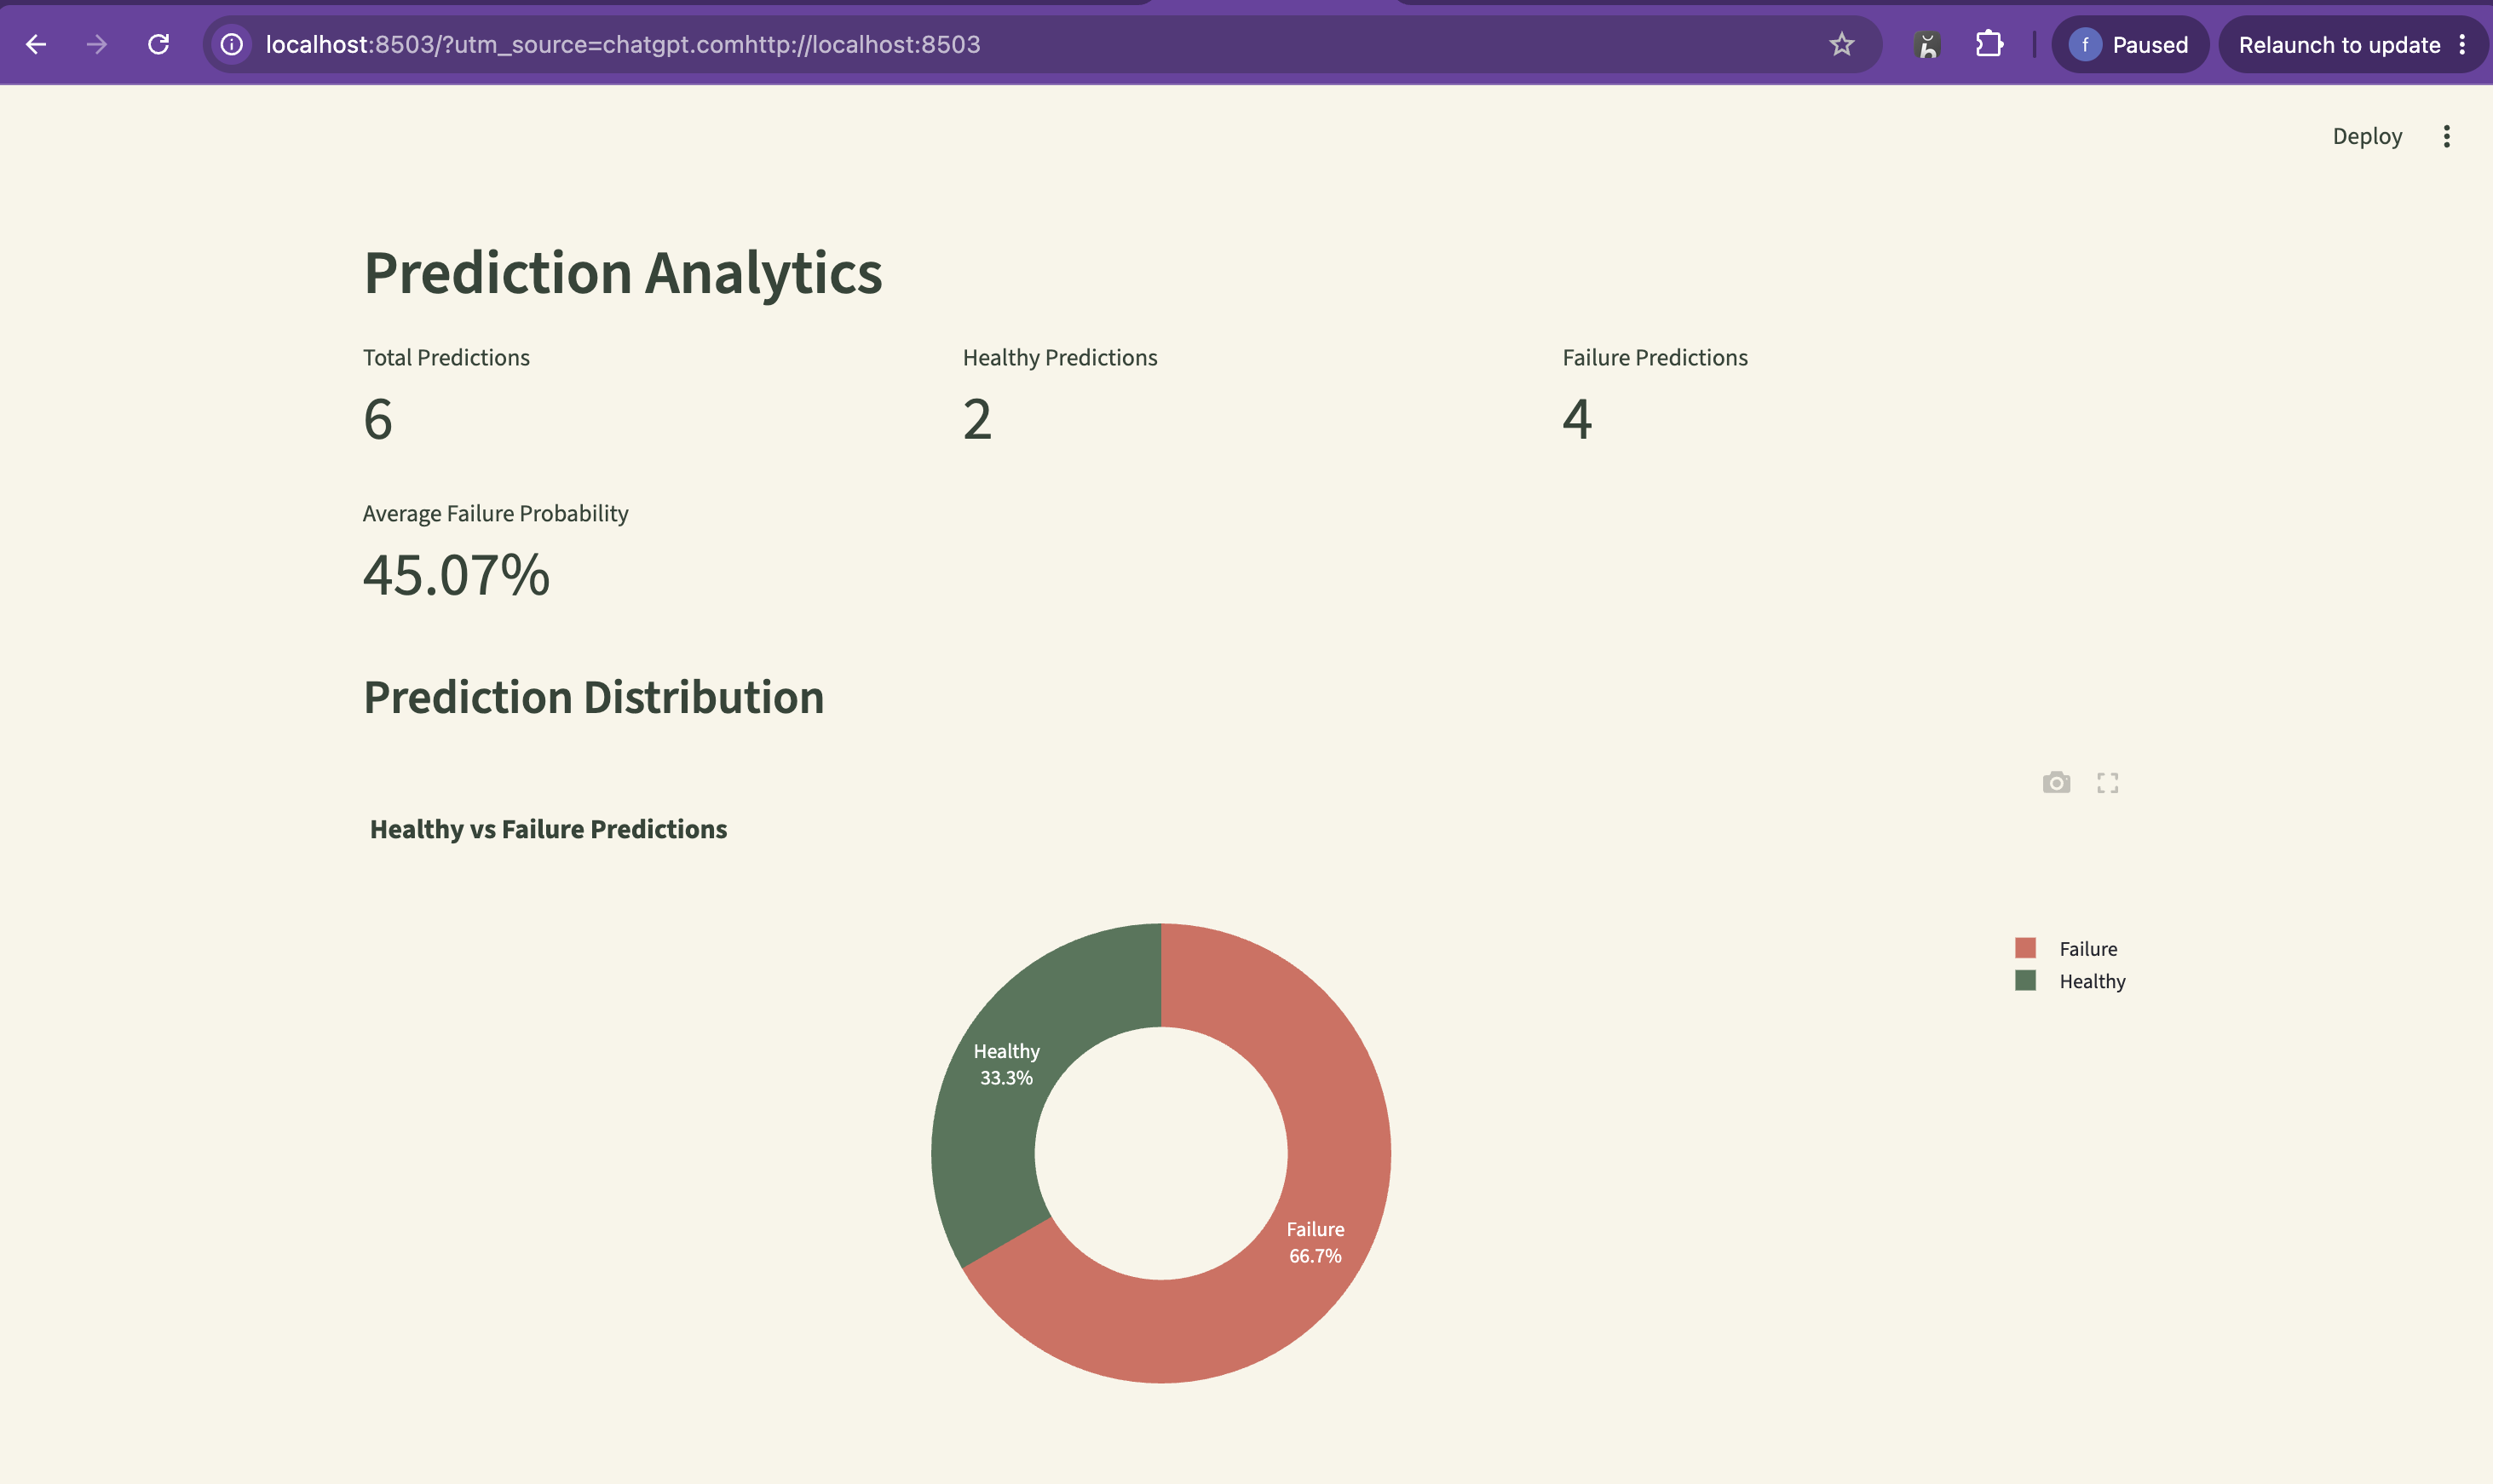 localhost:8503/?utm_source=chatgpt.comhttp://localhost:8503
f Paused
Relaunch to update
Deploy
Prediction Analytics
Total Predictions
6
Healthy Predictions
2
Failure Predictions
4
Average Failure Probability
45.07%
Prediction Distribution
Healthy vs Failure Predictions
Failure
Healthy
Healthy
33.3%
Failure
66.7%